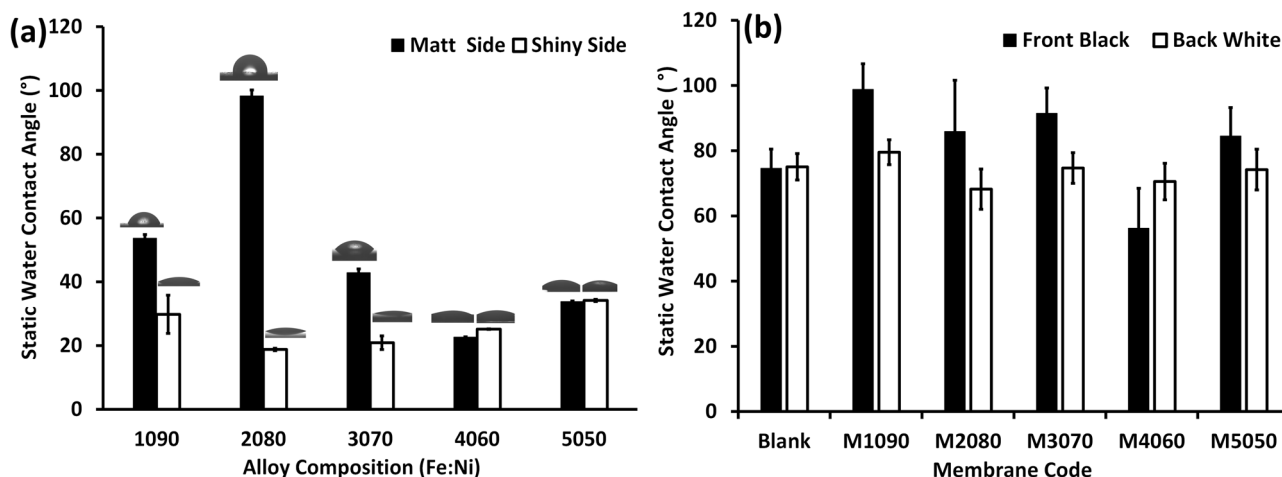 (a)
Static Water Contact Angle (°)
120
100
80
60
40
20
0
Matt Side
Shiny Side
1090 2080 3070 4060 5050
Alloy Composition (Fe:Ni)
(b)
Static Water Contact Angle (°)
120
100
80
60
40
20
0
Front Black
Back White
Blank M1090 M2080 M3070 M4060 M5050
Membrane Code